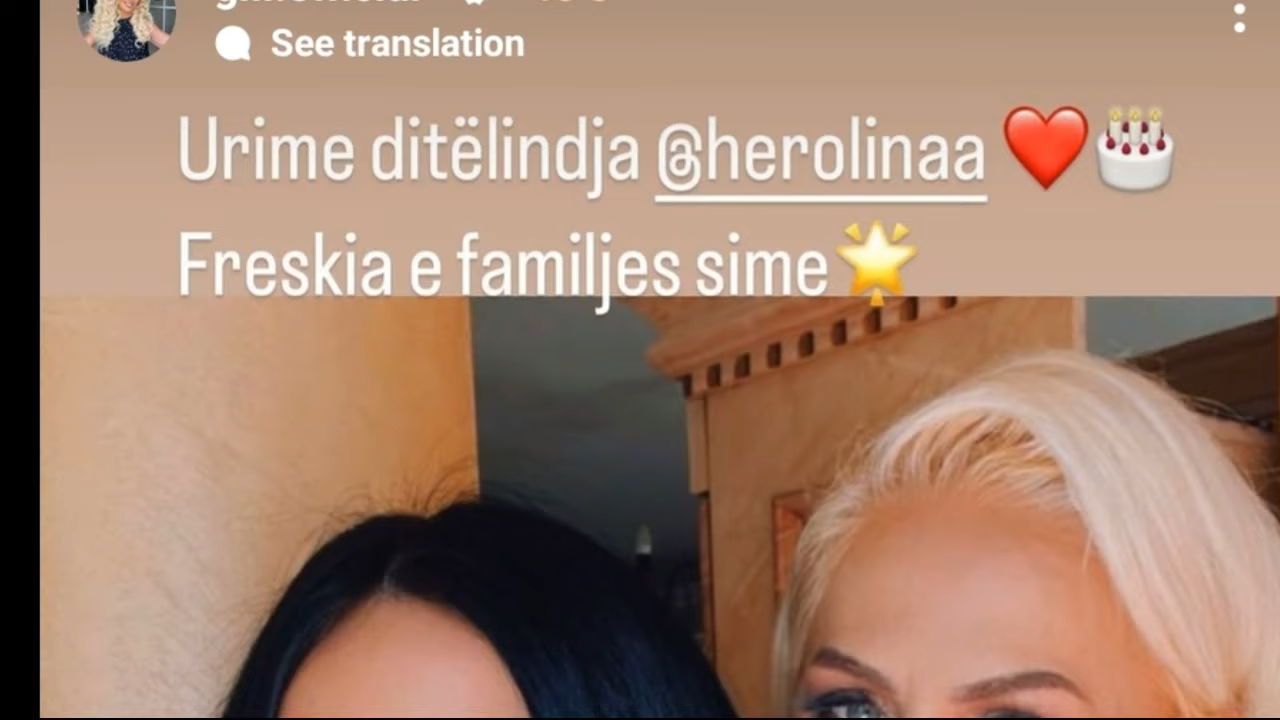 See translation
Urime ditëlindja @herolinaa ❤️🎂
Freskia e familjes sime🌟